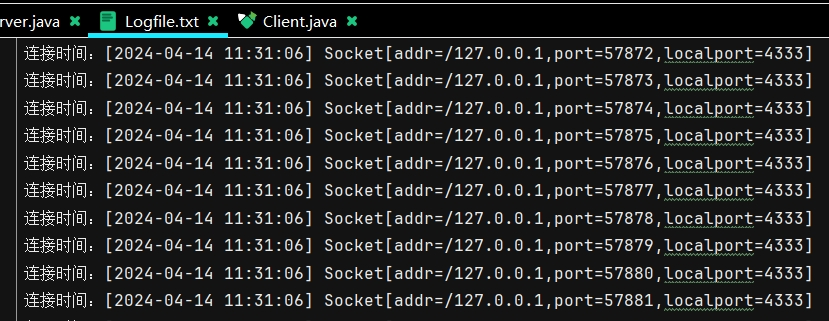 rver.java Logfile.txt Client.java
连接时间：[2024-04-14 11:31:06] Socket[addr=/127.0.0.1,port=57872,localport=4333]
连接时间：[2024-04-14 11:31:06] Socket[addr=/127.0.0.1,port=57873,localport=4333]
连接时间：[2024-04-14 11:31:06] Socket[addr=/127.0.0.1,port=57874,localport=4333]
连接时间：[2024-04-14 11:31:06] Socket[addr=/127.0.0.1,port=57875,localport=4333]
连接时间：[2024-04-14 11:31:06] Socket[addr=/127.0.0.1,port=57876,localport=4333]
连接时间：[2024-04-14 11:31:06] Socket[addr=/127.0.0.1,port=57877,localport=4333]
连接时间：[2024-04-14 11:31:06] Socket[addr=/127.0.0.1,port=57878,localport=4333]
连接时间：[2024-04-14 11:31:06] Socket[addr=/127.0.0.1,port=57879,localport=4333]
连接时间：[2024-04-14 11:31:06] Socket[addr=/127.0.0.1,port=57880,localport=4333]
连接时间：[2024-04-14 11:31:06] Socket[addr=/127.0.0.1,port=57881,localport=4333]